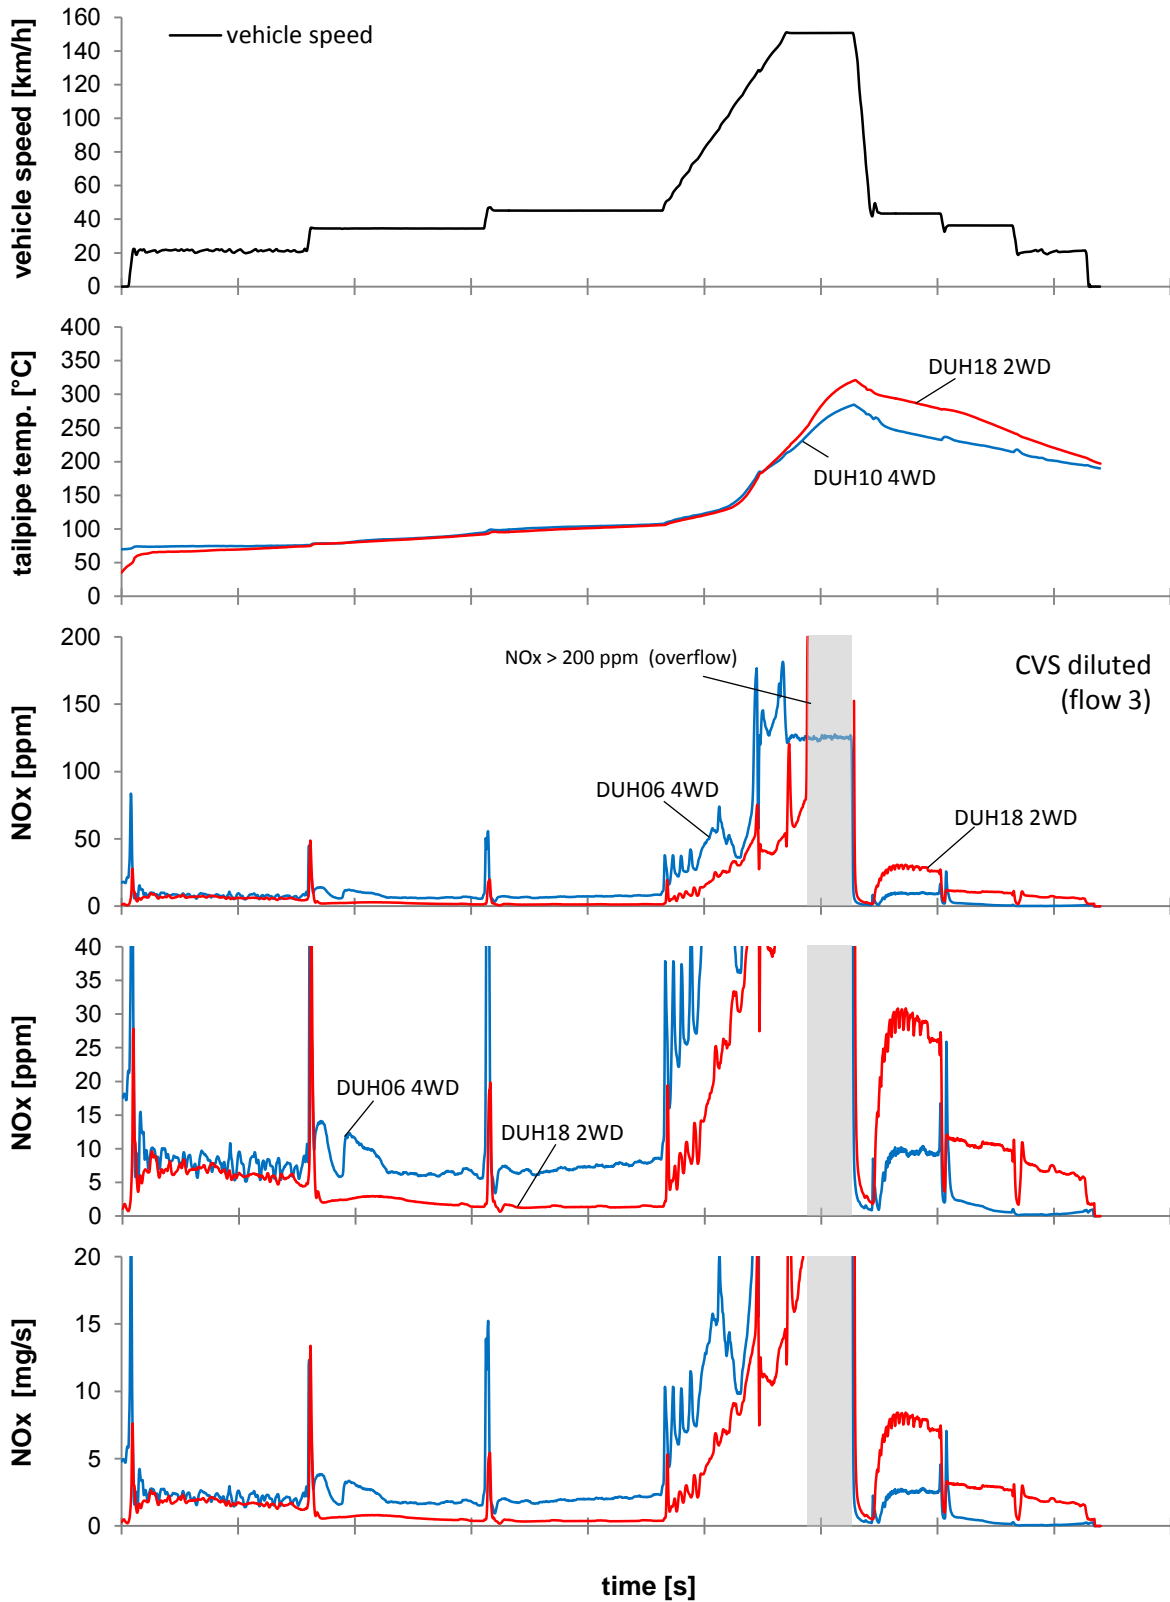 160
140
120
100
80
60
40
20
0
vehicle speed [km/h]
vehicle speed
400
350
300
250
200
150
100
50
0
tailpipe temp. [°C]
DUH18 2WD
DUH10 4WD
200
150
100
50
0
NOx [ppm]
NOx > 200 ppm (overflow)
CVS diluted
(flow 3)
DUH06 4WD
DUH18 2WD
40
35
30
25
20
15
10
5
0
NOx [ppm]
DUH06 4WD
DUH18 2WD
20
15
10
5
0
NOx [mg/s]
time [s]